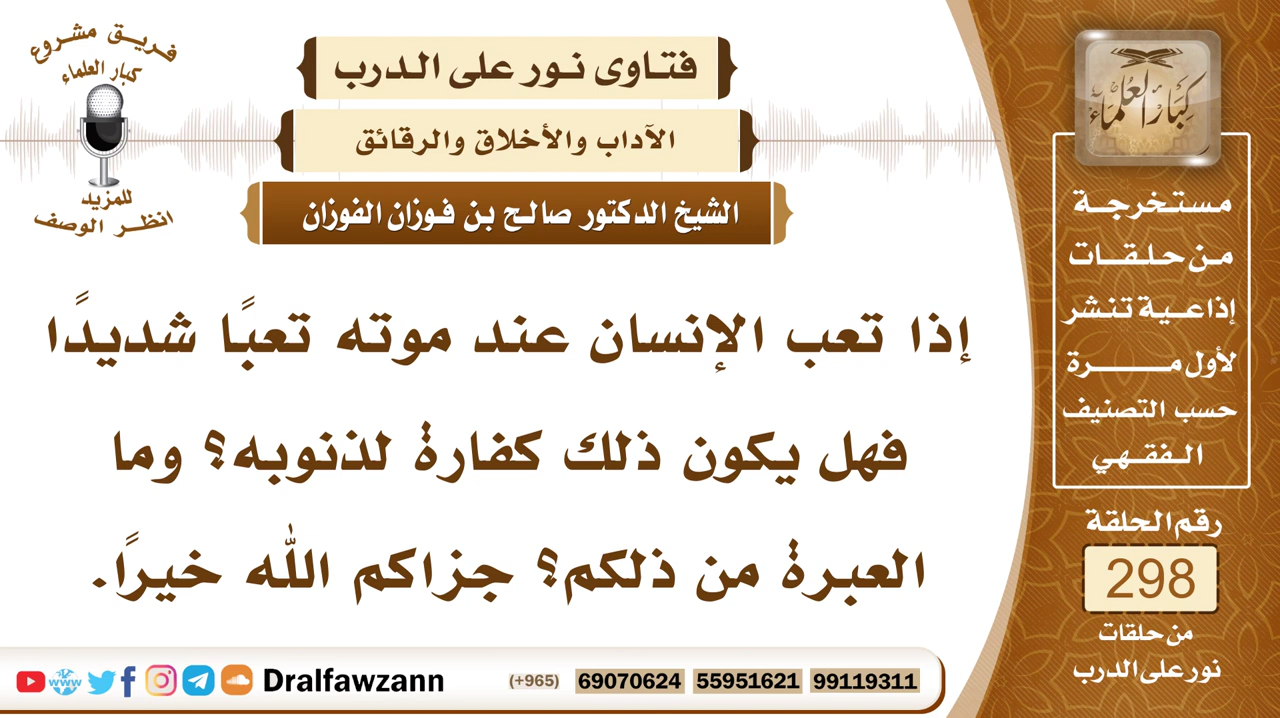 فريق مشروع
كبار العلماء
للمزيد
انظر الوصف
فتاوى نور على الدرب
الآداب والأخلاق والرقائق
الشيخ الدكتور صالح بن فوزان الفوزان
إذا تعب الإنسان عند موته تعبًا شديدًا
فهل يكون ذلك كفارة لذنوبه؟ وما
العبرة من ذلكم؟ جزاكم الله خيرًا.
كبار العلماء
مستخرجة
من حلقات
إذاعية تنشر
لأول مرة
حسب التصنيف
الفقهي
رقم الحلقة
298
من حلقات
نور على الدرب
www Dralfawzann (+965) 69070624 55951621 99119311